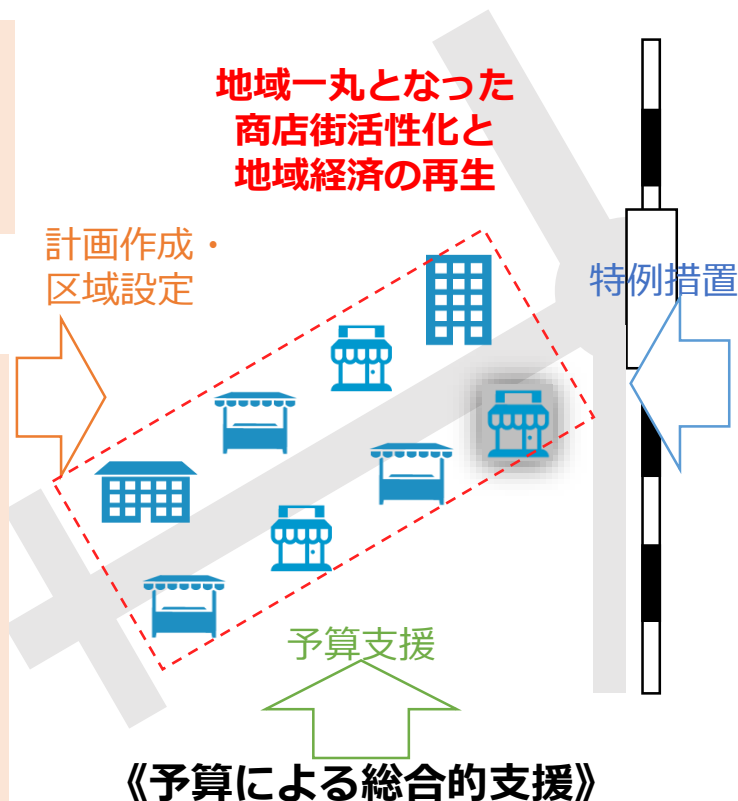 地域一丸となった
商店街活性化と
地域経済の再生
計画作成・
区域設定
特例措置
予算支援
《予算による総合的支援》